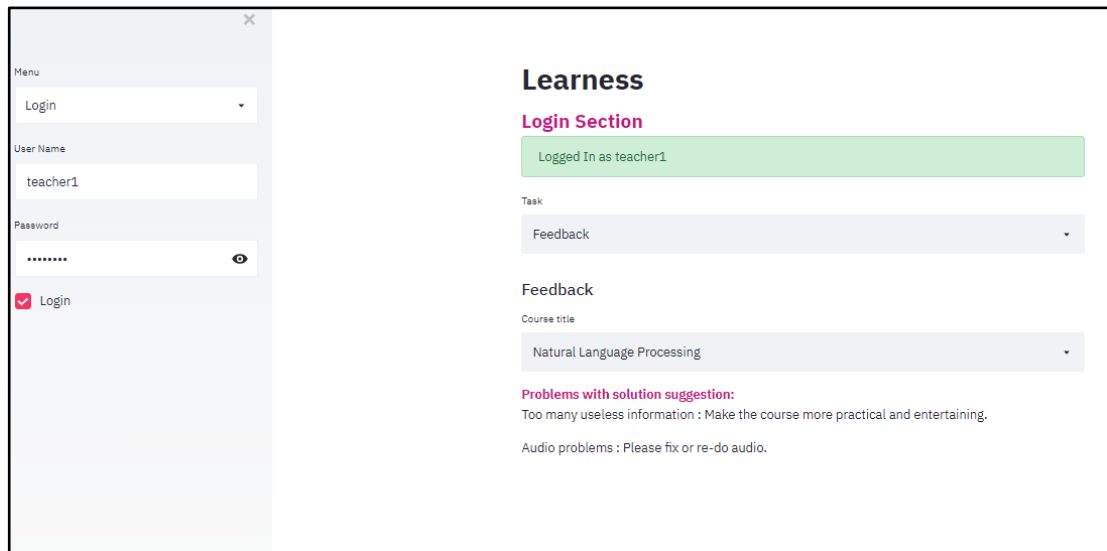 Menu
Login
User Name
teacher1
Password
••••••••
Login
Learness
Login Section
Logged In as teacher1
Task
Feedback
Feedback
Course title
Natural Language Processing
Problems with solution suggestion:
Too many useless information : Make the course more practical and entertaining.
Audio problems : Please fix or re-do audio.